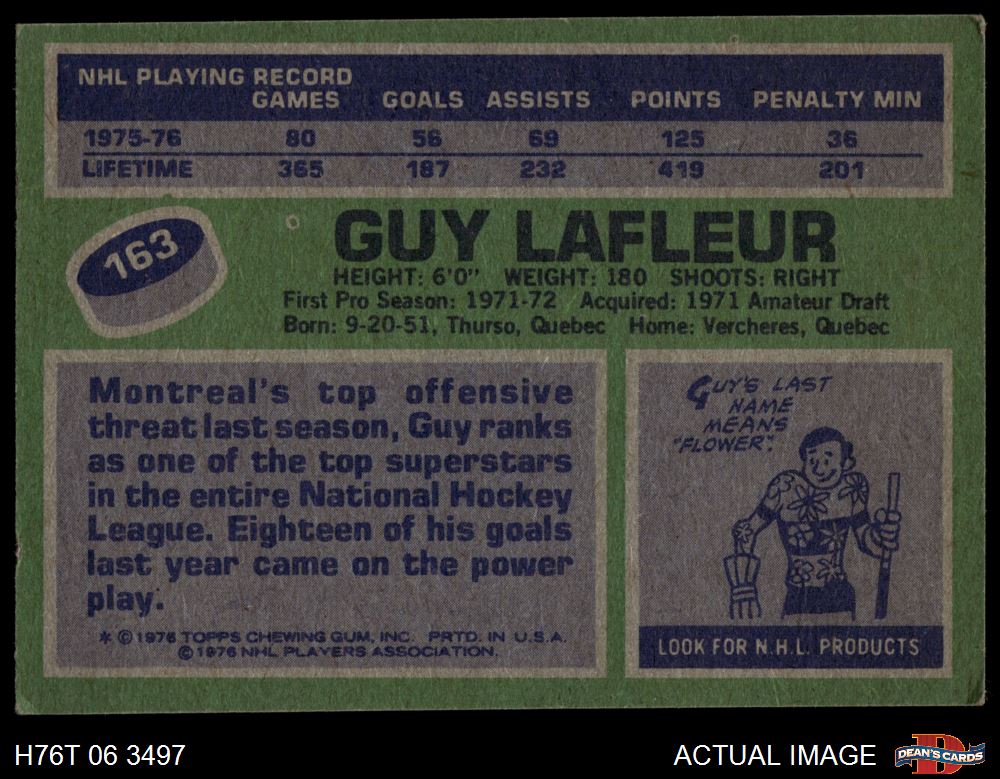 NHL PLAYING RECORD
GAMES GOALS ASSISTS POINTS PENALTY MIN
1975-76 80 56 69 125 36
LIFETIME 365 187 232 419 201
163
GUY LAFLEUR
HEIGHT: 6'0" WEIGHT: 180 SHOOTS: RIGHT
First Pro Season: 1971-72 Acquired: 1971 Amateur Draft
Born: 9-20-51, Thurso, Quebec Home: Vercheres, Quebec
Montreal's top offensive
threat last season, Guy ranks
as one of the top superstars
in the entire National Hockey
League. Eighteen of his goals
last year came on the power
play.
* © 1976 TOPPS CHEWING GUM, INC. PRTD. IN U.S.A.
© 1976 NHL PLAYERS ASSOCIATION.
GUY'S LAST
NAME
MEANS
"FLOWER".
LOOK FOR N.H.L. PRODUCTS
H76T 06 3497
ACTUAL IMAGE
D
DEAN'S CARDS